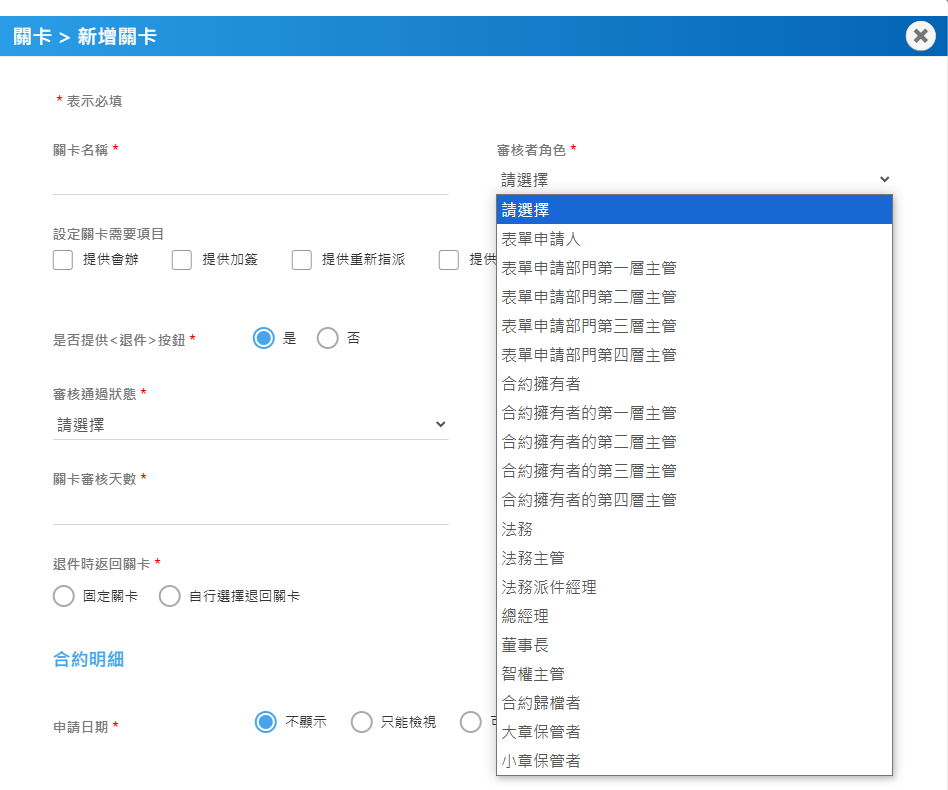 關卡 > 新增關卡
* 表示必填
關卡名稱 *
審核者角色 *
請選擇
設定關卡需要項目
提供會辦
提供加簽
提供重新指派
提供
是否提供<退件>按鈕 *
是
否
審核通過狀態 *
請選擇
關卡審核天數 *
退件時返回關卡 *
固定關卡
自行選擇退回關卡
合約明細
申請日期 *
不顯示
只能檢視
請選擇
表單申請人
表單申請部門第一層主管
表單申請部門第二層主管
表單申請部門第三層主管
表單申請部門第四層主管
合約擁有者
合約擁有者的第一層主管
合約擁有者的第二層主管
合約擁有者的第三層主管
合約擁有者的第四層主管
法務
法務主管
法務派件經理
總經理
董事長
智權主管
合約歸檔者
大章保管者
小章保管者